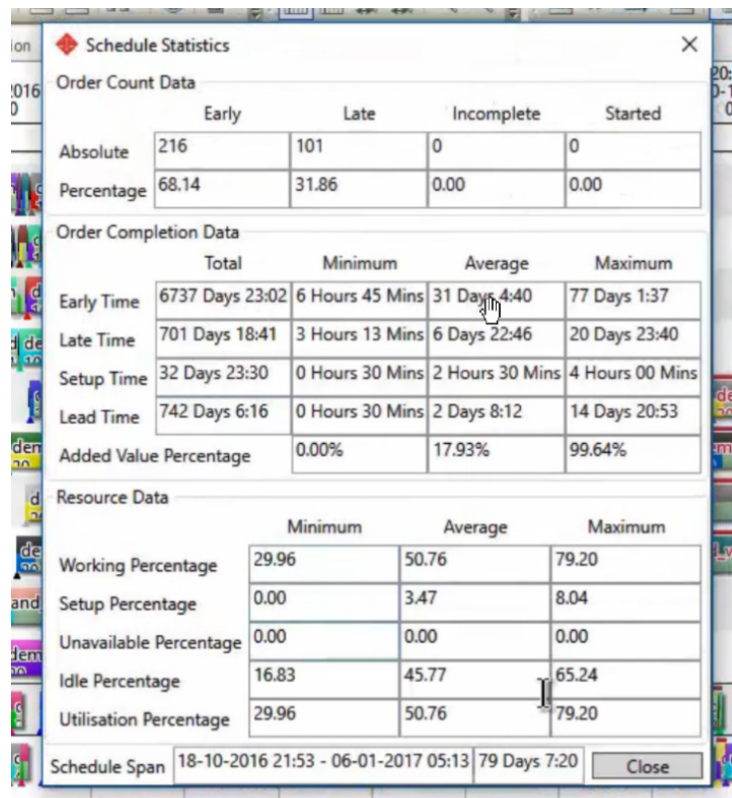 Schedule Statistics
Order Count Data
Early Late Incomplete Started
Absolute 216 101 0 0
Percentage 68.14 31.86 0.00 0.00
Order Completion Data
Total Minimum Average Maximum
Early Time 6737 Days 23:02 6 Hours 45 Mins 31 Days 4:40 77 Days 1:37
Late Time 701 Days 18:41 3 Hours 13 Mins 6 Days 22:46 20 Days 23:40
Setup Time 32 Days 23:30 0 Hours 30 Mins 2 Hours 30 Mins 4 Hours 00 Mins
Lead Time 742 Days 6:16 0 Hours 30 Mins 2 Days 8:12 14 Days 20:53
Added Value Percentage 0.00% 17.93% 99.64%
Resource Data
Minimum Average Maximum
Working Percentage 29.96 50.76 79.20
Setup Percentage 0.00 3.47 8.04
Unavailable Percentage 0.00 0.00 0.00
Idle Percentage 16.83 45.77 65.24
Utilisation Percentage 29.96 50.76 79.20
Schedule Span 18-10-2016 21:53 - 06-01-2017 05:13 79 Days 7:20 Close